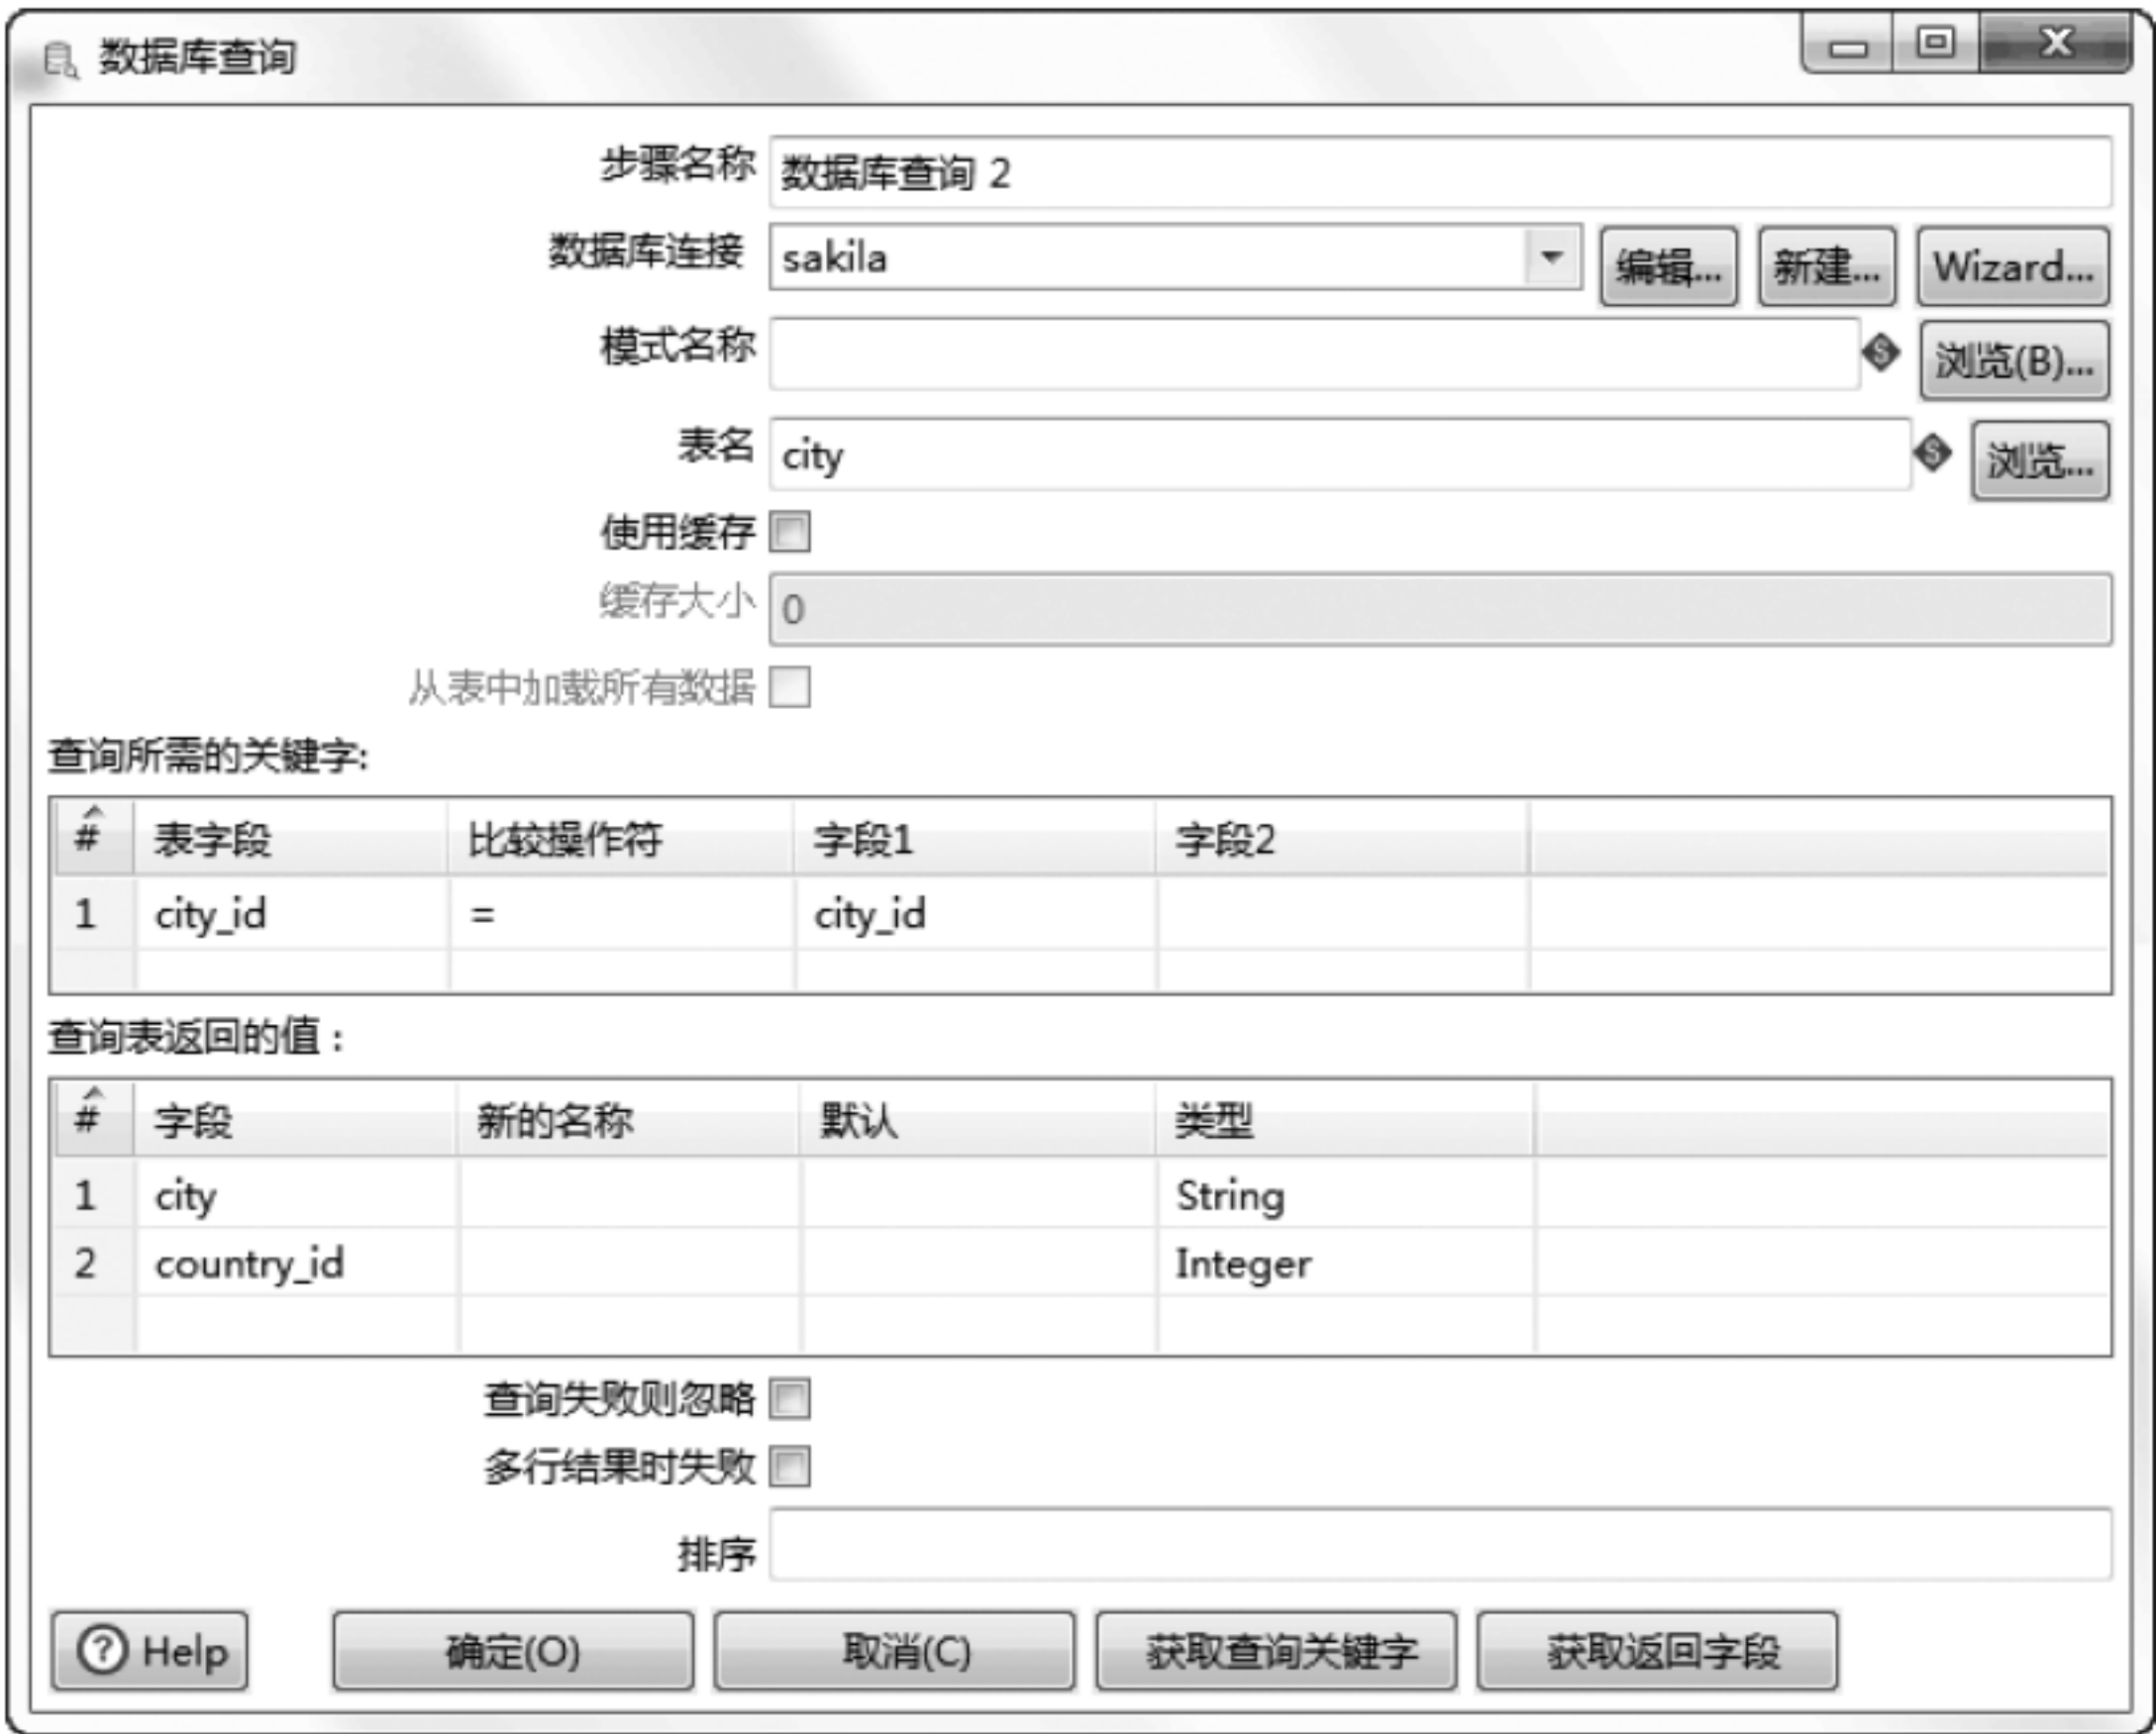 数据库查询
步骤名称 数据库查询 2
数据库连接 sakila 编辑... 新建... Wizard...
模式名称 浏览(B)...
表名 city 浏览...
使用缓存
缓存大小 0
从表中加载所有数据
查询所需的关键字:
# 表字段 比较操作符 字段1 字段2
1 city_id = city_id
查询表返回的值：
# 字段 新的名称 默认 类型
1 city String
2 country_id Integer
查询失败则忽略
多行结果时失败
排序
Help 确定(O) 取消(C) 获取查询关键字 获取返回字段